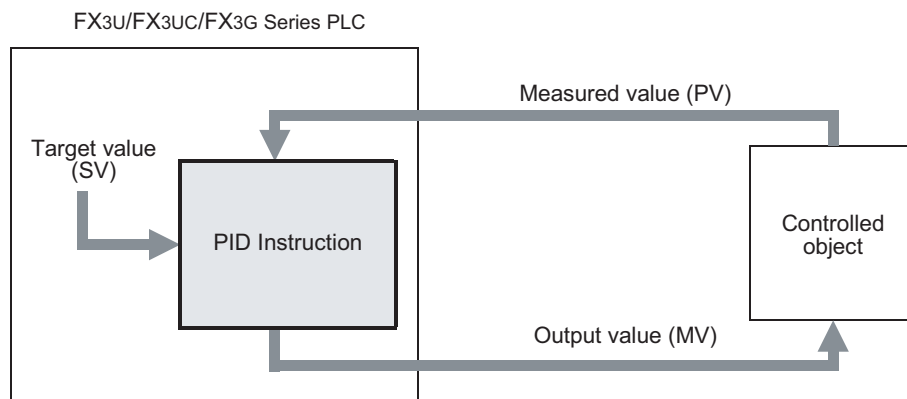 FX3U/FX3UC/FX3G Series PLC
Measured value (PV)
Target value
(SV)
PID Instruction
Controlled
object
Output value (MV)